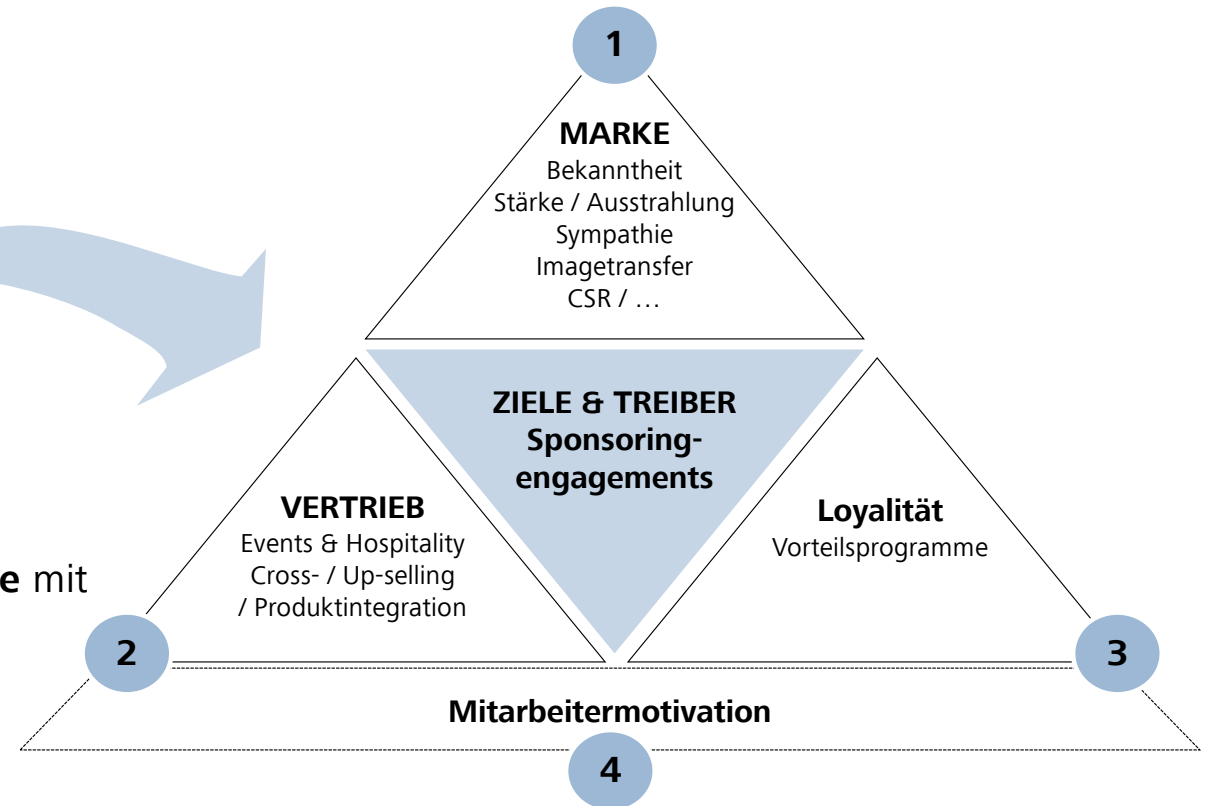 1
MARKE
Bekanntheit
Stärke / Ausstrahlung
Sympathie
Imagetransfer
CSR / …
ZIELE & TREIBER
Sponsoring-
engagements
VERTRIEB
Events & Hospitality
Cross- / Up-selling
/ Produktintegration
Loyalität
Vorteilsprogramme
e mit
2
3
Mitarbeitermotivation
4